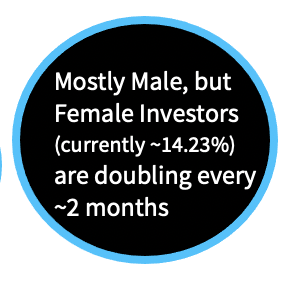 Mostly Male, but
Female Investors
(currently ~14.23%)
are doubling every
~2 months